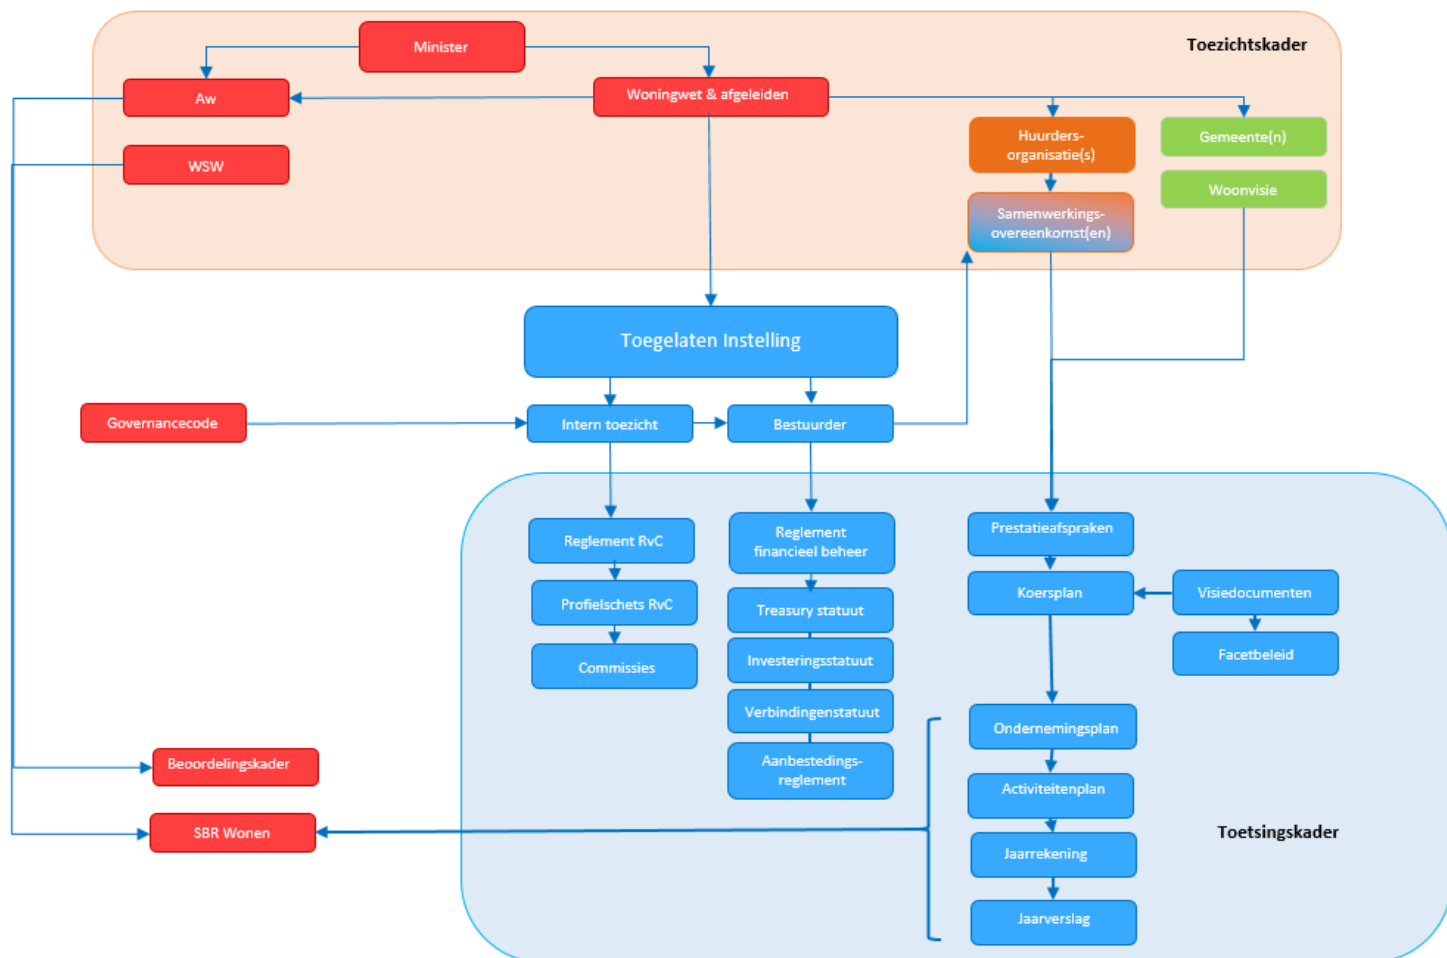 Toezichtskader
Minister
Aw
Woningwet & afgeleiden
WSW
Huurders-
organisatie(s)
Gemeente(n)
Woonvisie
Samenwerkings-
overeenkomst(en)
Toegelaten Instelling
Governancecode
Intern toezicht
Bestuurder
Reglement RvC
Profielschets RvC
Commissies
Reglement
financieel beheer
Treasury statuut
Investeringsstatuut
Verbindingenstatuut
Aanbestedings-
reglement
Prestatieafspraken
Koersplan
Visiedocumenten
Facetbeleid
Ondernemingsplan
Activiteitenplan
Jaarrekening
Jaarverslag
Beoordelingskader
SBR Wonen
Toetsingskader